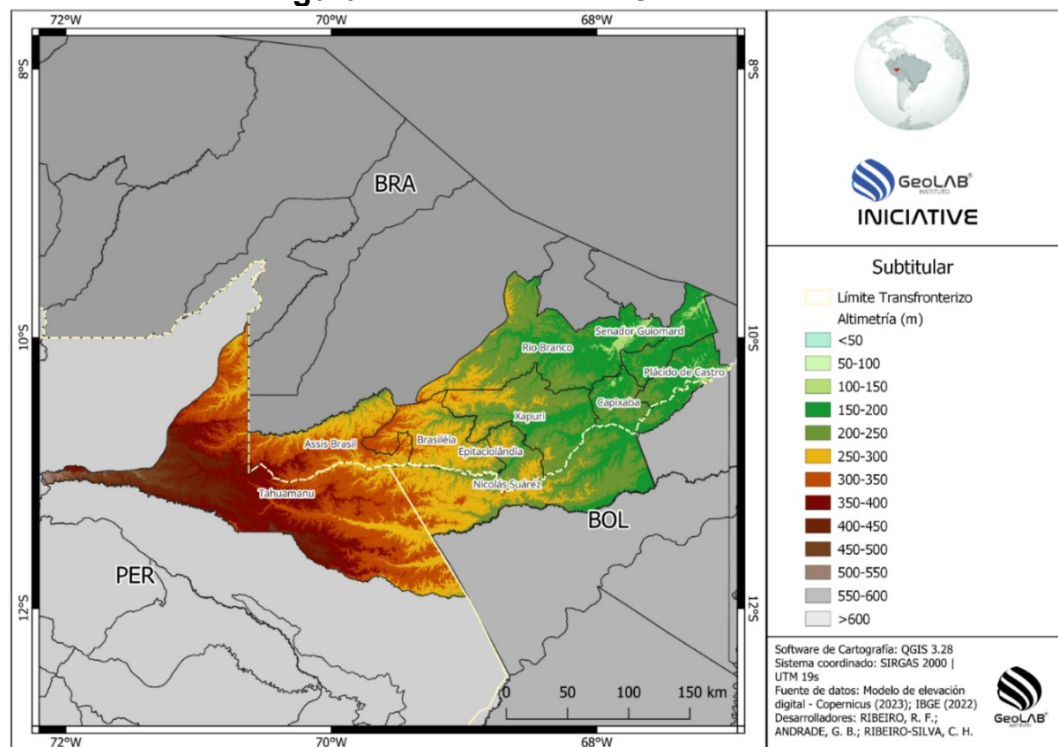 72°W
70°W
68°W
8°S
8°S
BRA
10°S
10°S
Senador Guiomard
Rio Branco
Plácido de Castro
Capixaba
Xapuri
Assis Brasil
Brasiléia
Epitaciolândia
Nicolás Suárez
Tahuamanu
BOL
PER
12°S
12°S
0 50 100 150 km
72°W
70°W
68°W
GeoLAB®
INSTITUTO
INICIATIVE
Subtitular
Límite Transfronterizo
Altimetría (m)
<50
50-100
100-150
150-200
200-250
250-300
300-350
350-400
400-450
450-500
500-550
550-600
>600
Software de Cartografía: QGIS 3.28
Sistema coordinado: SIRGAS 2000 |
UTM 19s
Fuente de datos: Modelo de elevación
digital - Copernicus (2023); IBGE (2022)
Desarrolladores: RIBEIRO, R. F.;
ANDRADE, G. B.; RIBEIRO-SILVA, C. H.
GeoLAB®
INSTITUTO